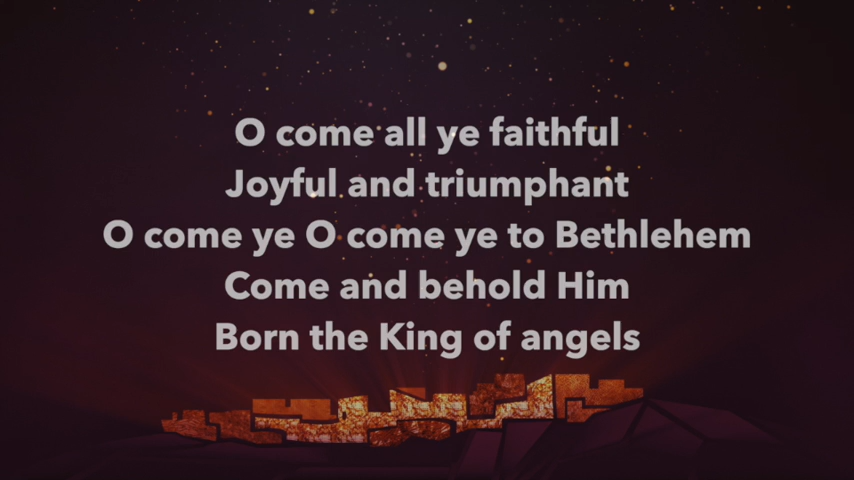 O come all ye faithful
Joyful and triumphant
O come ye O come ye to Bethlehem
Come and behold Him
Born the King of angels